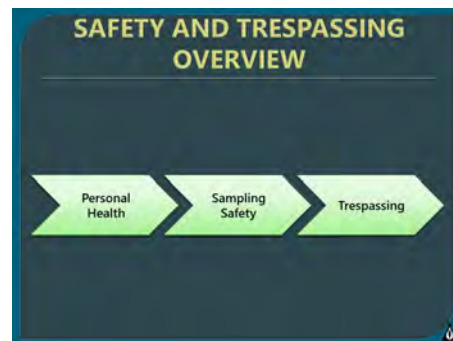 SAFETY AND TRESPASSING
OVERVIEW
Personal
Health
Sampling
Safety
Trespassing